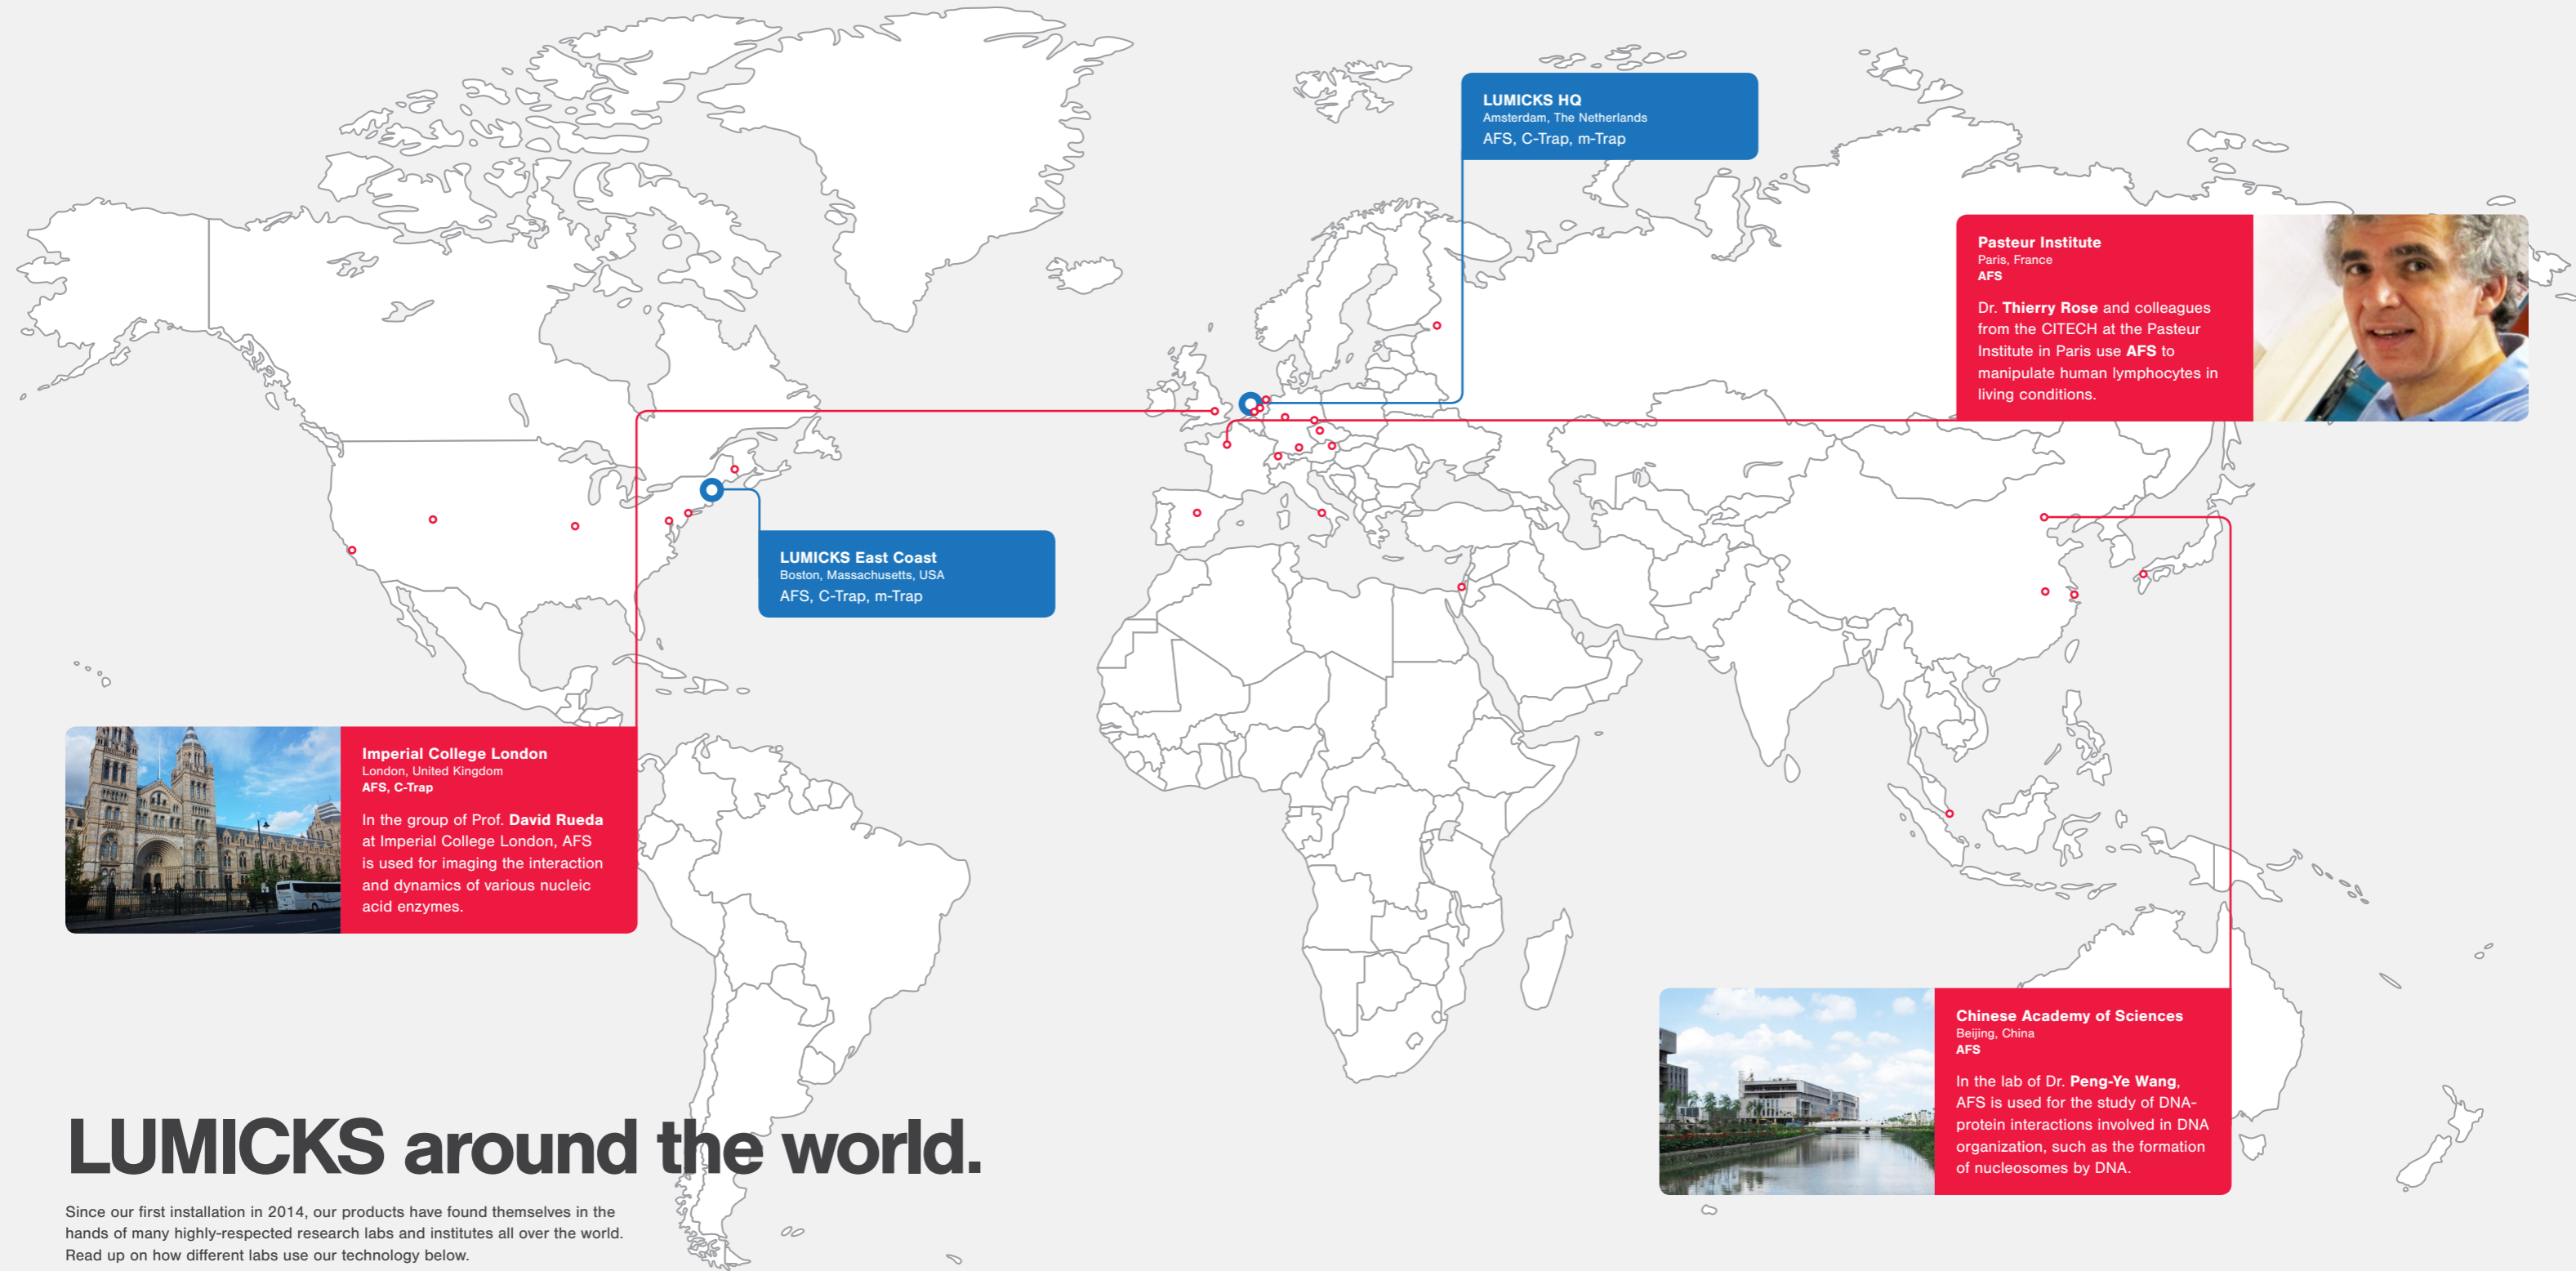 LUMICKS HQ
Amsterdam, The Netherlands
AFS, C-Trap, m-Trap
Pasteur Institute
Paris, France
AFS
Dr. Thierry Rose and colleagues
from the CITECH at the Pasteur
Institute in Paris use AFS to
manipulate human lymphocytes in
living conditions.
LUMICKS East Coast
Boston, Massachusetts, USA
AFS, C-Trap, m-Trap
Imperial College London
London, United Kingdom
AFS, C-Trap
In the group of Prof. David Rueda
at Imperial College London, AFS
is used for imaging the interaction
and dynamics of various nucleic
acid enzymes.
Chinese Academy of Sciences
Beijing, China
AFS
In the lab of Dr. Peng-Ye Wang,
AFS is used for the study of DNA-
protein interactions involved in DNA
organization, such as the formation
of nucleosomes by DNA.
LUMICKS around the world.
Since our first installation in 2014, our products have found themselves in the
hands of many highly-respected research labs and institutes all over the world.
Read up on how different labs use our technology below.